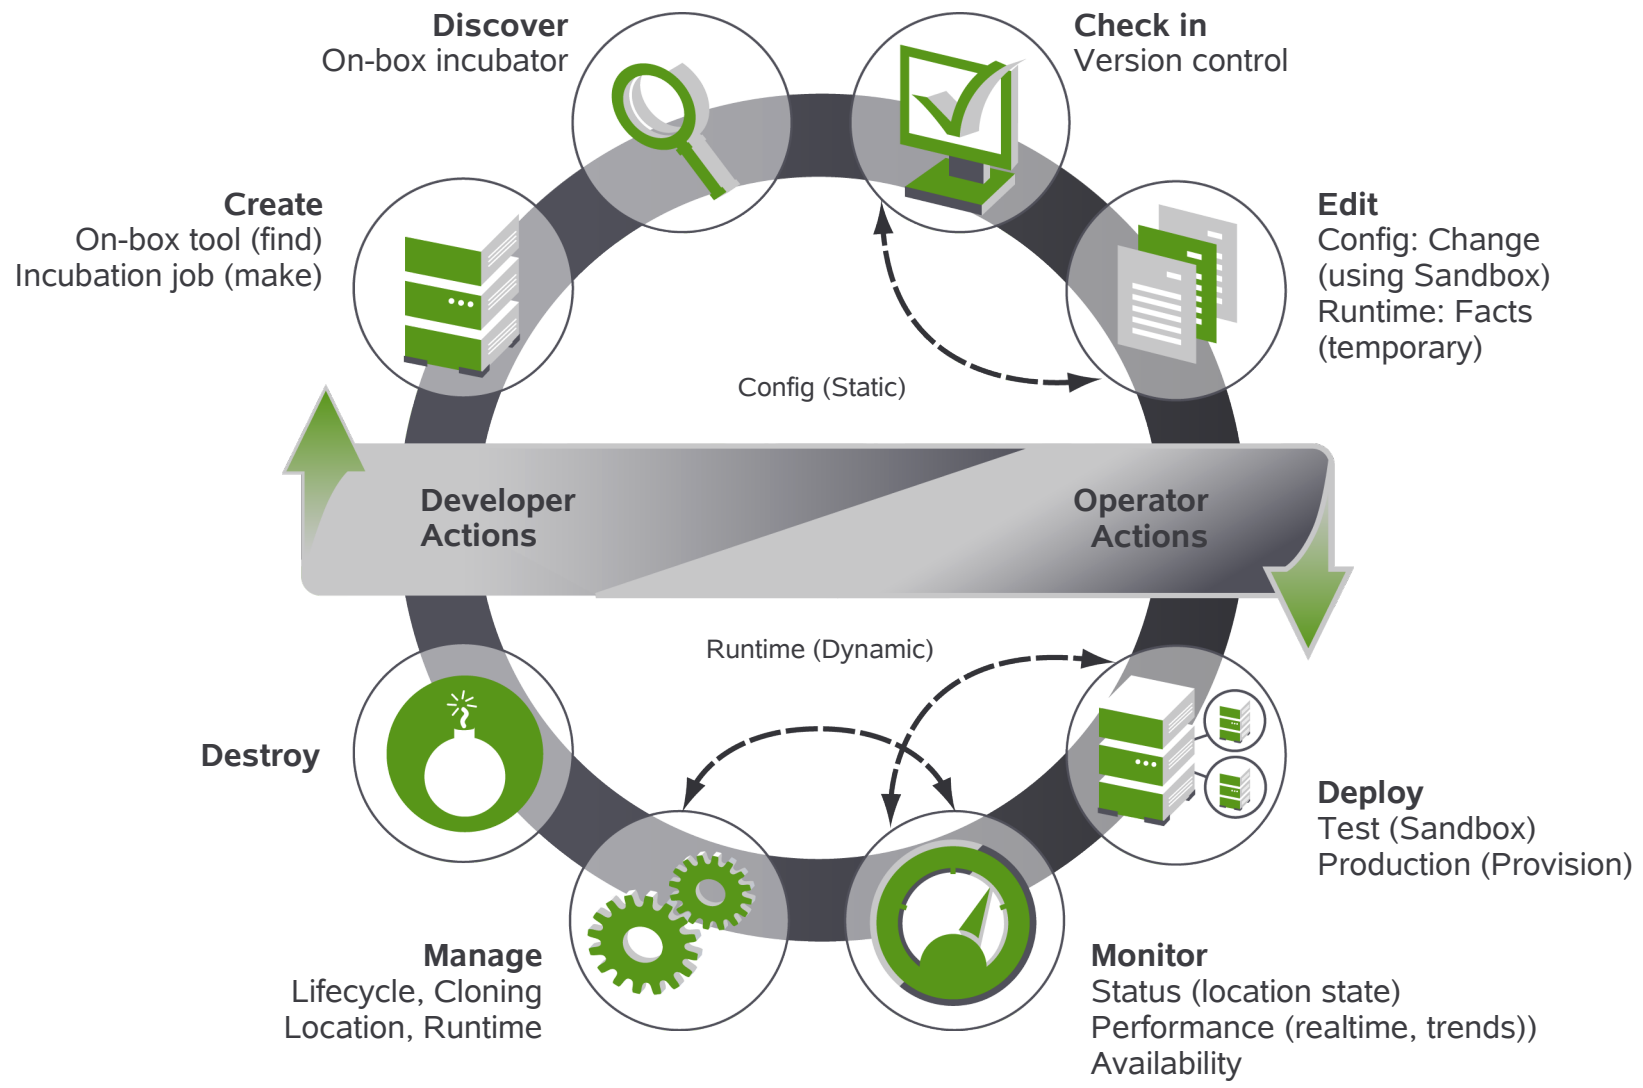 Discover
On-box incubator
Check in
Version control
Create
On-box tool (find)
Incubation job (make)
Edit
Config: Change
(using Sandbox)
Runtime: Facts
(temporary)
Config (Static)
Developer
Actions
Operator
Actions
Runtime (Dynamic)
Destroy
Deploy
Test (Sandbox)
Production (Provision)
Manage
Lifecycle, Cloning
Location, Runtime
Monitor
Status (location state)
Performance (realtime, trends))
Availability